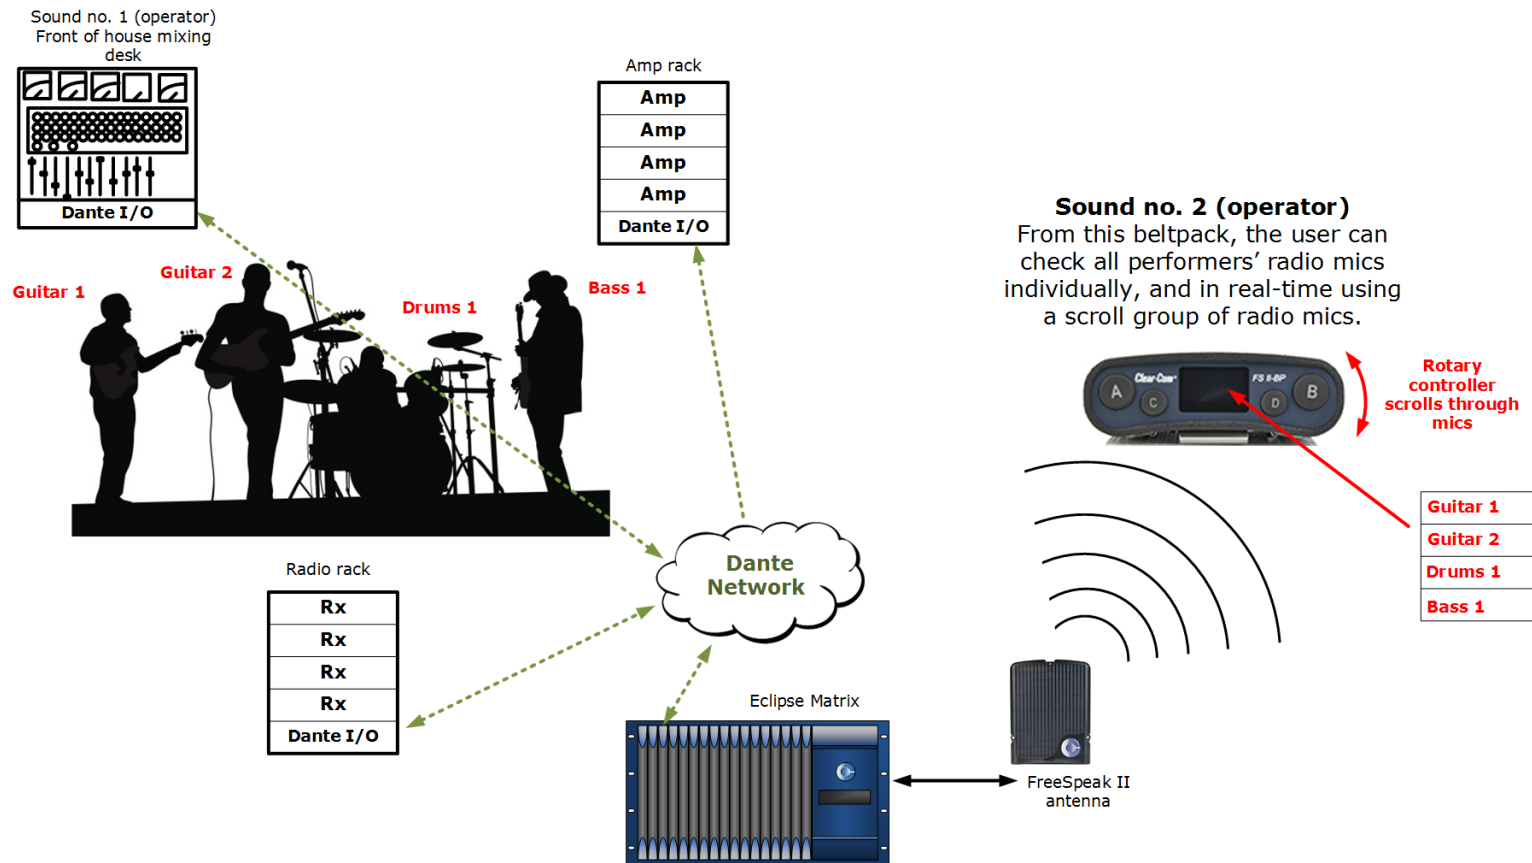 Sound no. 1 (operator)
Front of house mixing
desk
Dante I/O
Amp rack
Amp
Amp
Amp
Amp
Dante I/O
Guitar 1
Guitar 2
Drums 1
Bass 1
Sound no. 2 (operator)
From this beltpack, the user can
check all performers’ radio mics
individually, and in real-time using
a scroll group of radio mics.
A
Clear-Com
C
FS II-BP
D
B
Rotary
controller
scrolls through
mics
Guitar 1
Guitar 2
Drums 1
Bass 1
Dante
Network
Radio rack
Rx
Rx
Rx
Rx
Dante I/O
Eclipse Matrix
FreeSpeak II
antenna